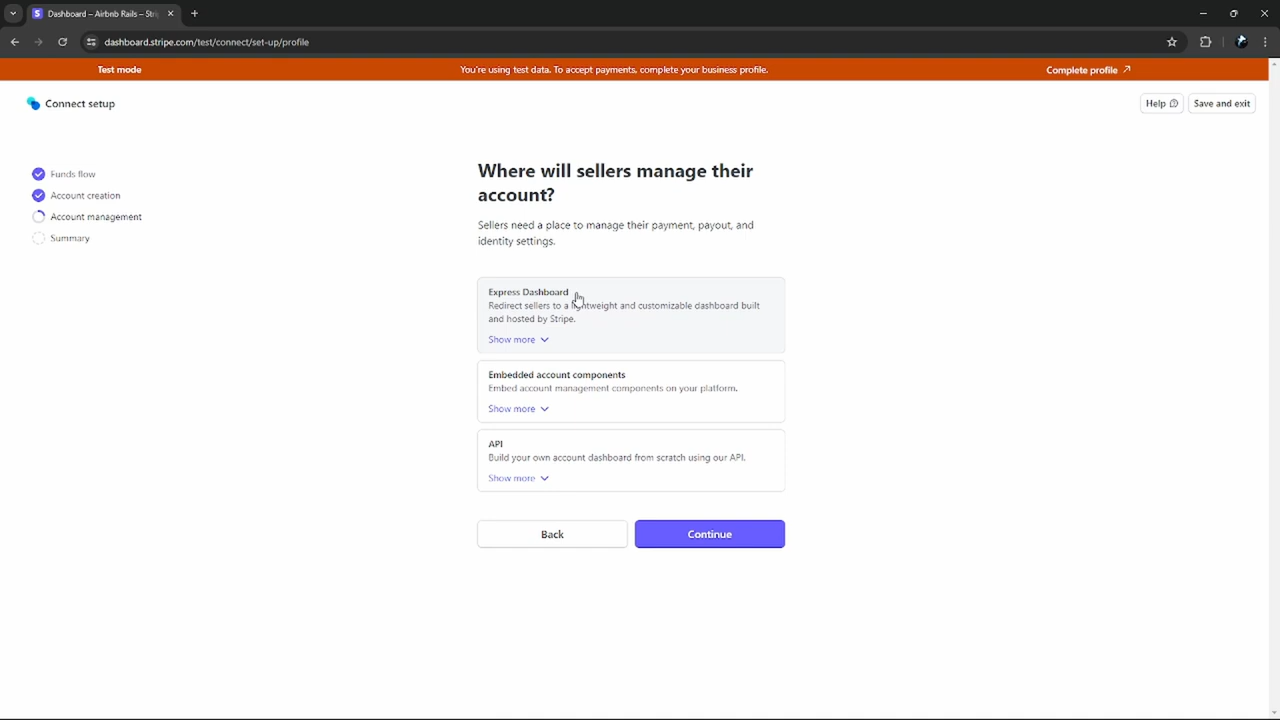 Dashboard – Airbnb Rails – Str
dashboard.stripe.com/test/connect/set-up/profile
Test mode
You're using test data. To accept payments, complete your business profile.
Complete profile
Connect setup
Help
Save and exit
Funds flow
Account creation
Account management
Summary
Where will sellers manage their
account?
Sellers need a place to manage their payment, payout, and
identity settings.
Express Dashboard
Redirect sellers to a lightweight and customizable dashboard built
and hosted by Stripe.
Show more
Embedded account components
Embed account management components on your platform.
Show more
API
Build your own account dashboard from scratch using our API.
Show more
Back
Continue